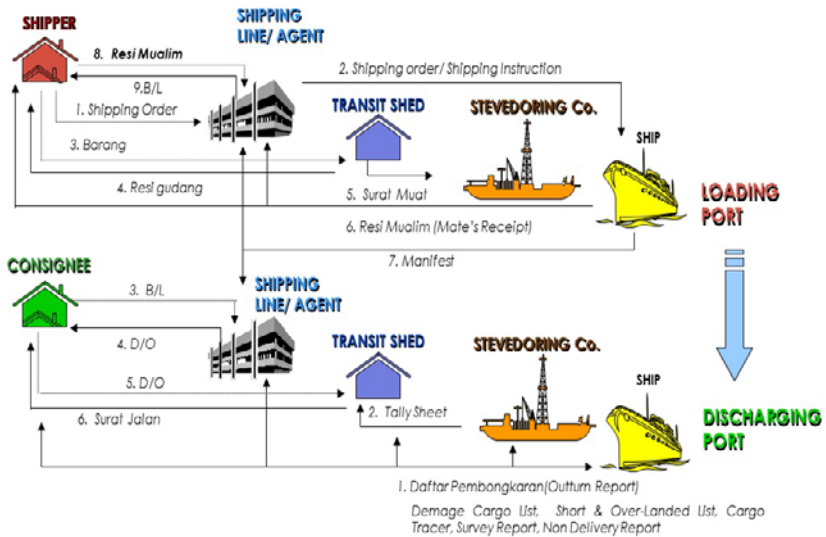 SHIPPER
SHIPPING
LINE/ AGENT
8. Resi Mualim
9.B/L
1. Shipping Order
2. Shipping order/ Shipping Instruction
TRANSIT SHED
STEVEDORING Co.
SHIP
3. Barang
4. Resi gudang
5. Surat Muat
LOADING
PORT
6. Resi Mualim (Mate's Receipt)
7. Manifest
CONSIGNEE
3. B/L
SHIPPING
LINE/ AGENT
4. D/O
TRANSIT SHED
STEVEDORING Co.
SHIP
5. D/O
2. Tally Sheet
6. Surat Jalan
DISCHARGING
PORT
1. Daftar Pembongkaran(Outturn Report)
Demage Cargo List, Short & Over-Landed List, Cargo
Tracer, Survey Report, Non Delivery Report